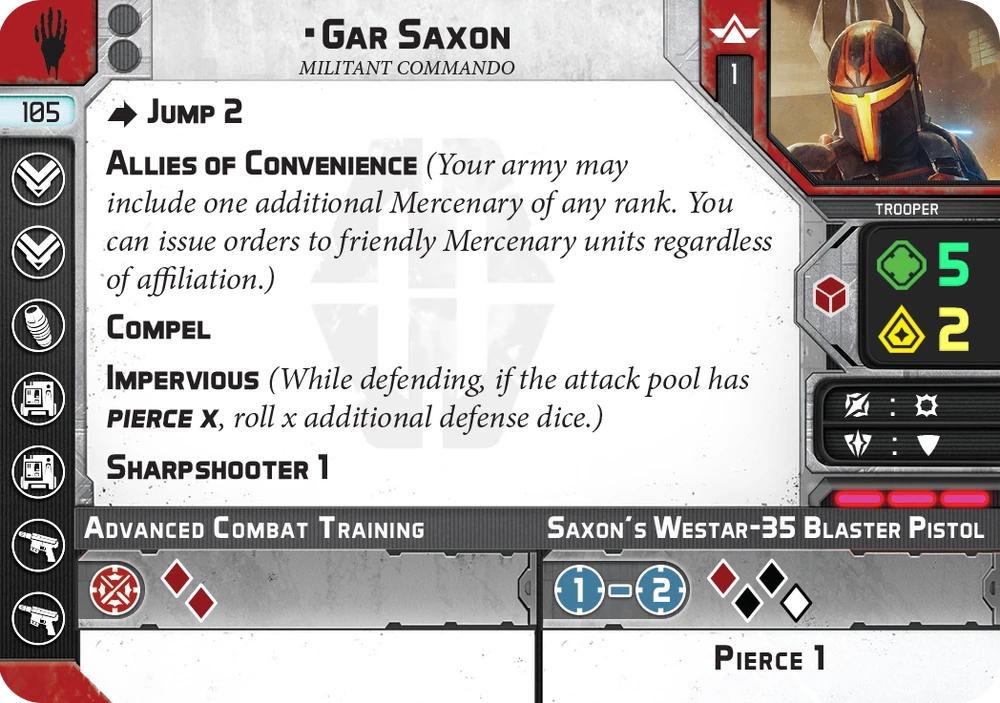 ▪Gar Saxon
Militant Commando
1
105
Jump 2
Allies of Convenience (Your army may
include one additional Mercenary of any rank. You
can issue orders to friendly Mercenary units regardless
of affiliation.)
Compel
Impervious (While defending, if the attack pool has
Pierce X, roll x additional defense dice.)
Sharpshooter 1
Trooper
5
2
:
:
Advanced Combat Training
Saxon's Westar-35 Blaster Pistol
1-2
Pierce 1